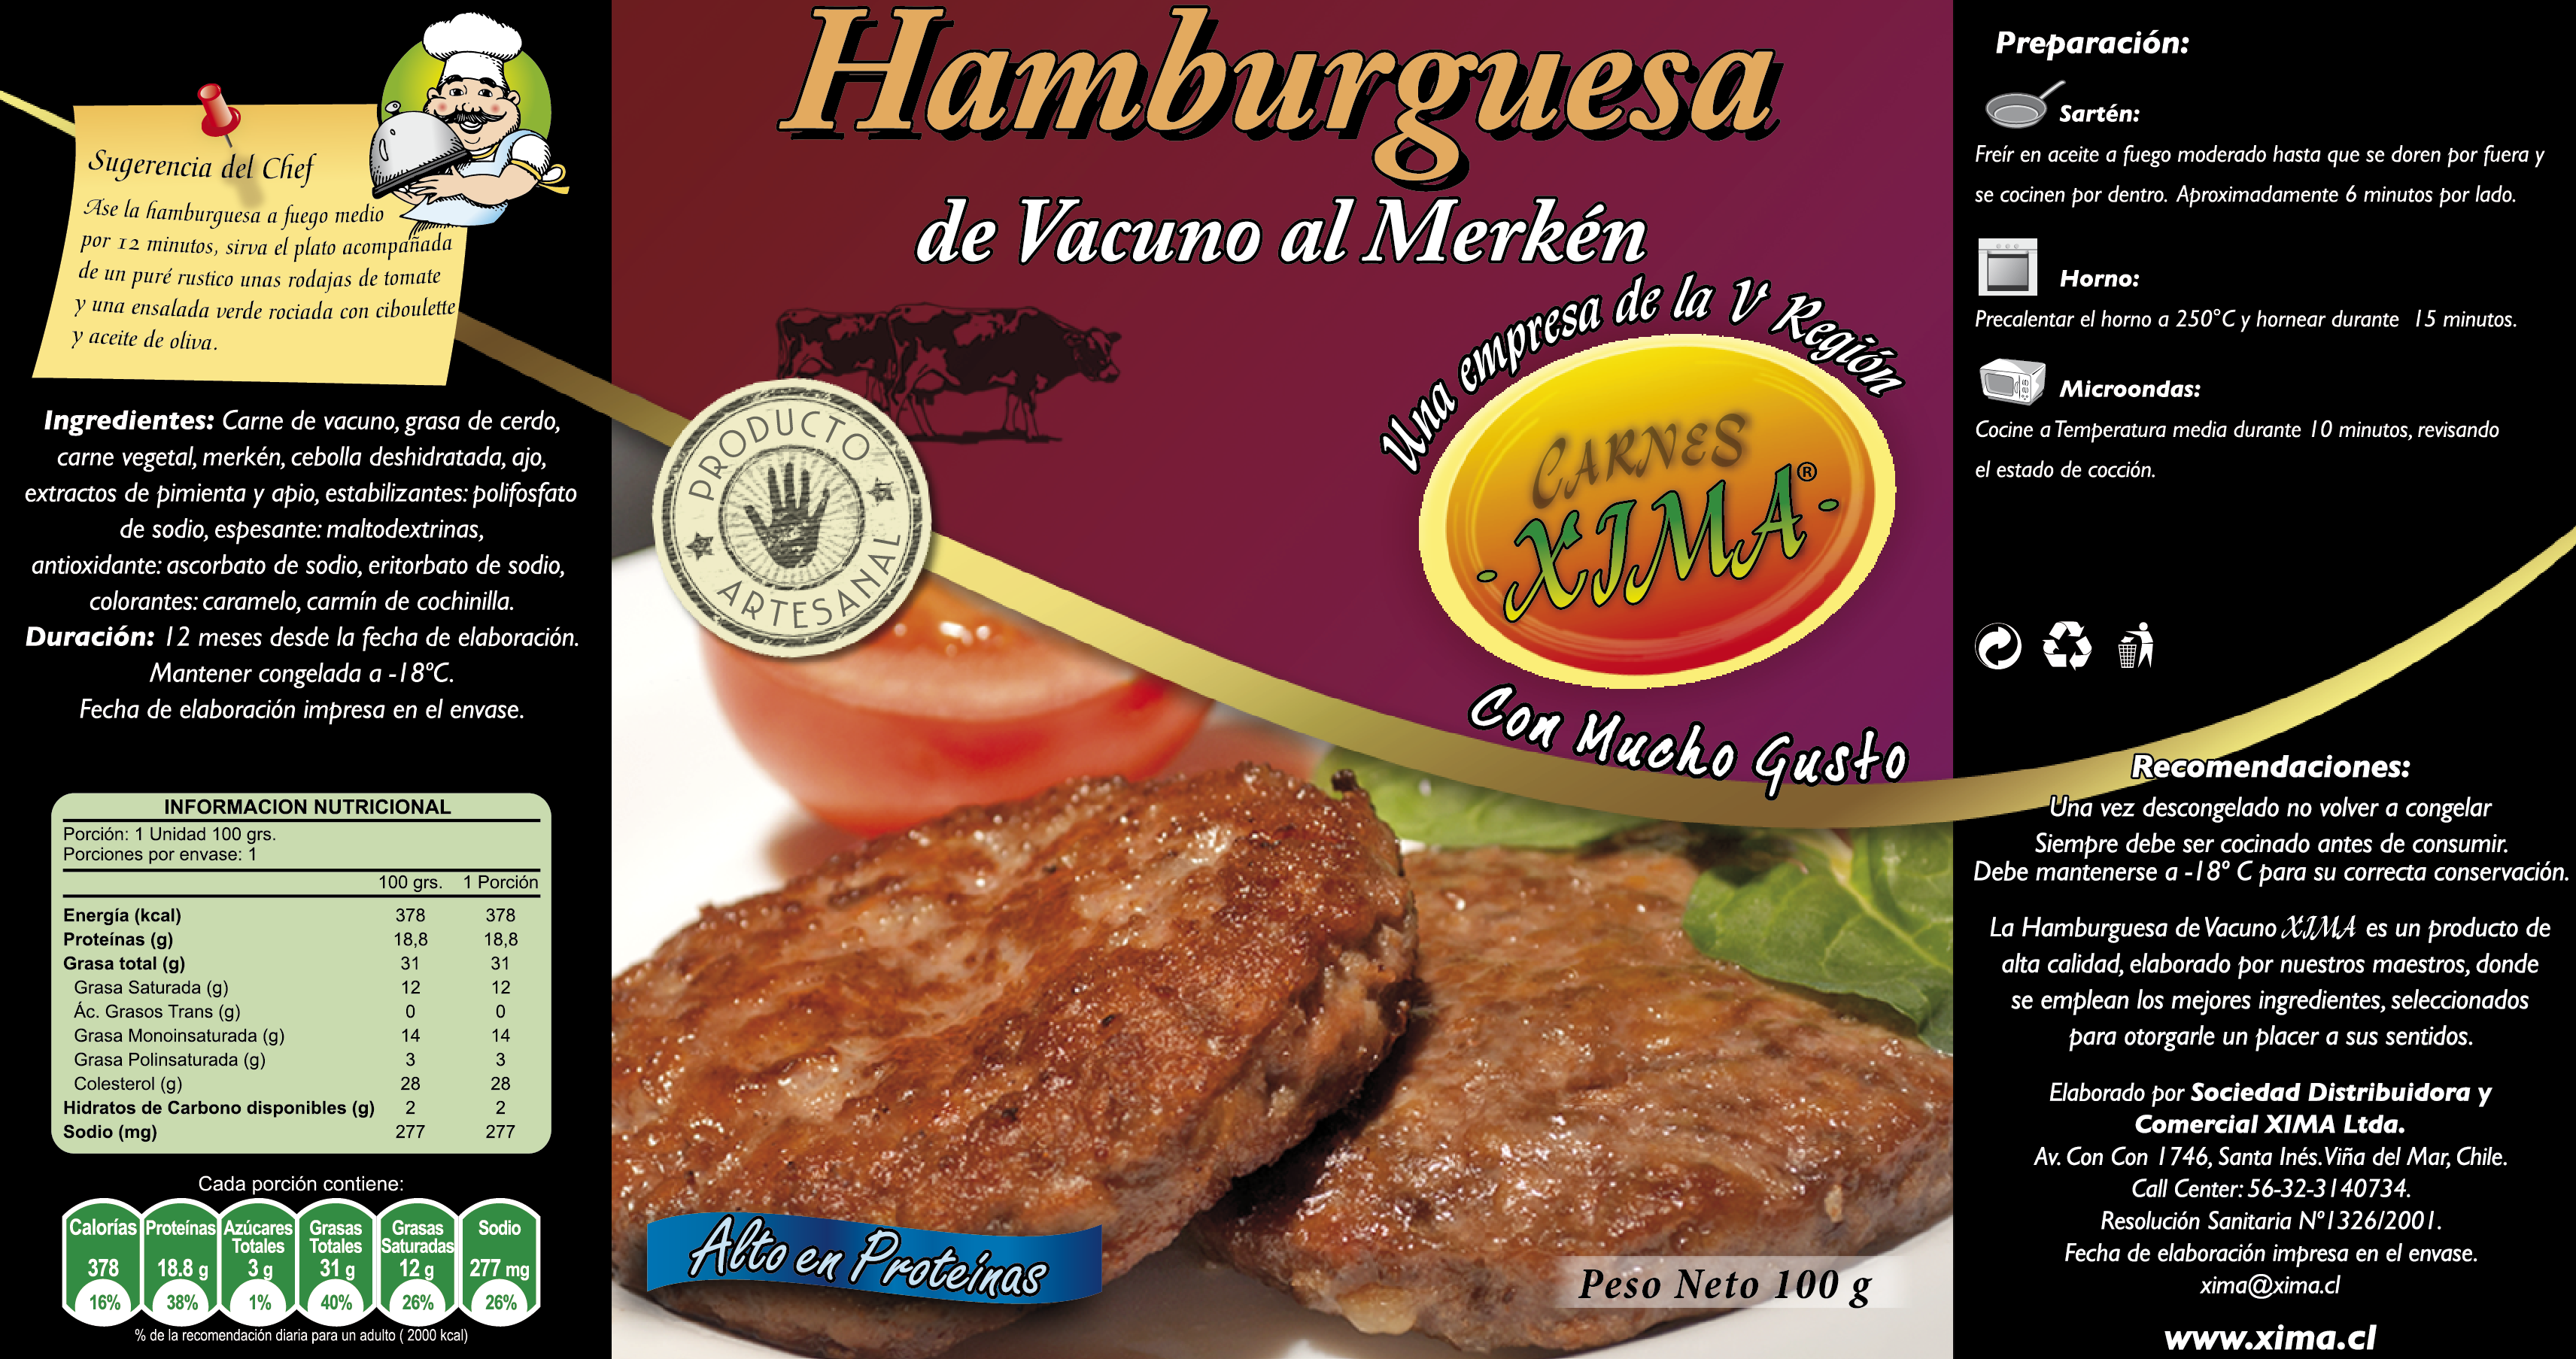 Sugerencia del Chef
Ase la hamburguesa a fuego medio
por 12 minutos, sirva el plato acompañada
de un puré rustico unas rodajas de tomate
y una ensalada verde rociada con ciboulette
y aceite de oliva.
Ingredientes: Carne de vacuno, grasa de cerdo,
carne vegetal, merkén, cebolla deshidratada, ajo,
extractos de pimienta y apio, estabilizantes: polifosfato
de sodio, espesante: maltodextrinas,
antioxidante: ascorbato de sodio, eritorbato de sodio,
colorantes: caramelo, carmín de cochinilla.
Duración: 12 meses desde la fecha de elaboración.
Mantener congelada a -18ºC.
Fecha de elaboración impresa en el envase.
INFORMACION NUTRICIONAL
Porción: 1 Unidad 100 grs.
Porciones por envase: 1
100 grs. 1 Porción
Energía (kcal) 378 378
Proteínas (g) 18,8 18,8
Grasa total (g) 31 31
Grasa Saturada (g) 12 12
Ác. Grasos Trans (g) 0 0
Grasa Monoinsaturada (g) 14 14
Grasa Polinsaturada (g) 3 3
Colesterol (g) 28 28
Hidratos de Carbono disponibles (g) 2 2
Sodio (mg) 277 277
Cada porción contiene:
Calorías Proteínas Azúcares Grasas Grasas Sodio
Totales Totales Saturadas
378 18.8 g 3 g 31 g 12 g 277 mg
16% 38% 1% 40% 26% 26%
% de la recomendación diaria para un adulto ( 2000 kcal)
Hamburguesa
de Vacuno al Merkén
Una empresa de la V Región
CARNES
-XIMA-®
Con Mucho Gusto
PRODUCTO
ARTESANAL
Alto en Proteínas
Peso Neto 100 g
Preparación:
Sartén:
Freír en aceite a fuego moderado hasta que se doren por fuera y
se cocinen por dentro. Aproximadamente 6 minutos por lado.
Horno:
Precalentar el horno a 250°C y hornear durante 15 minutos.
Microondas:
Cocine a Temperatura media durante 10 minutos, revisando
el estado de cocción.
Recomendaciones:
Una vez descongelado no volver a congelar
Siempre debe ser cocinado antes de consumir.
Debe mantenerse a -18º C para su correcta conservación.
La Hamburguesa de Vacuno XIMA es un producto de
alta calidad, elaborado por nuestros maestros, donde
se emplean los mejores ingredientes, seleccionados
para otorgarle un placer a sus sentidos.
Elaborado por Sociedad Distribuidora y
Comercial XIMA Ltda.
Av. Con Con 1746, Santa Inés. Viña del Mar, Chile.
Call Center: 56-32-3140734.
Resolución Sanitaria Nº1326/2001.
Fecha de elaboración impresa en el envase.
xima@xima.cl
www.xima.cl